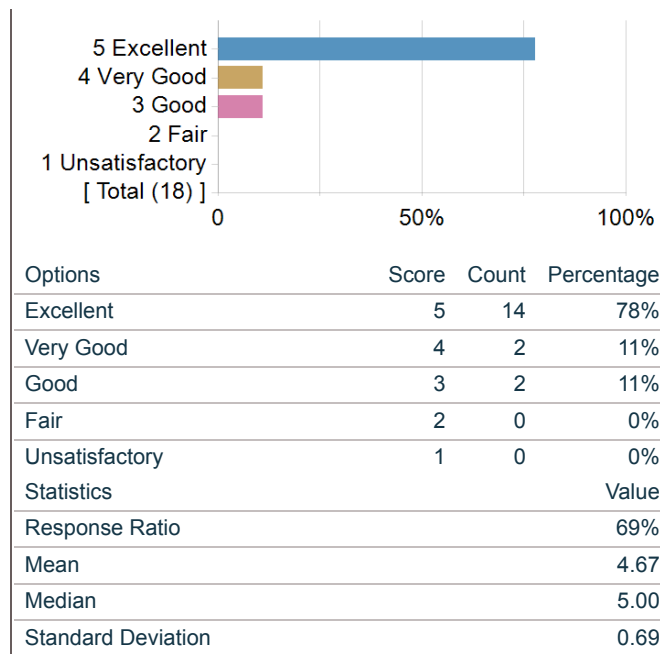 5 Excellent
4 Very Good
3 Good
2 Fair
1 Unsatisfactory
[ Total (18) ]
0 50% 100%
Options Score Count Percentage
Excellent 5 14 78%
Very Good 4 2 11%
Good 3 2 11%
Fair 2 0 0%
Unsatisfactory 1 0 0%
Statistics Value
Response Ratio 69%
Mean 4.67
Median 5.00
Standard Deviation 0.69